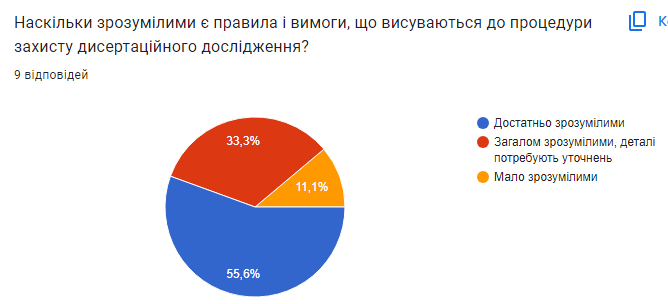 Наскільки зрозумілими є правила і вимоги, що висуваються до процедури
захисту дисертаційного дослідження?
9 відповідей
33,3%
11,1%
55,6%
Достатньо зрозумілими
Загалом зрозумілими, деталі
потребують уточнень
Мало зрозумілими